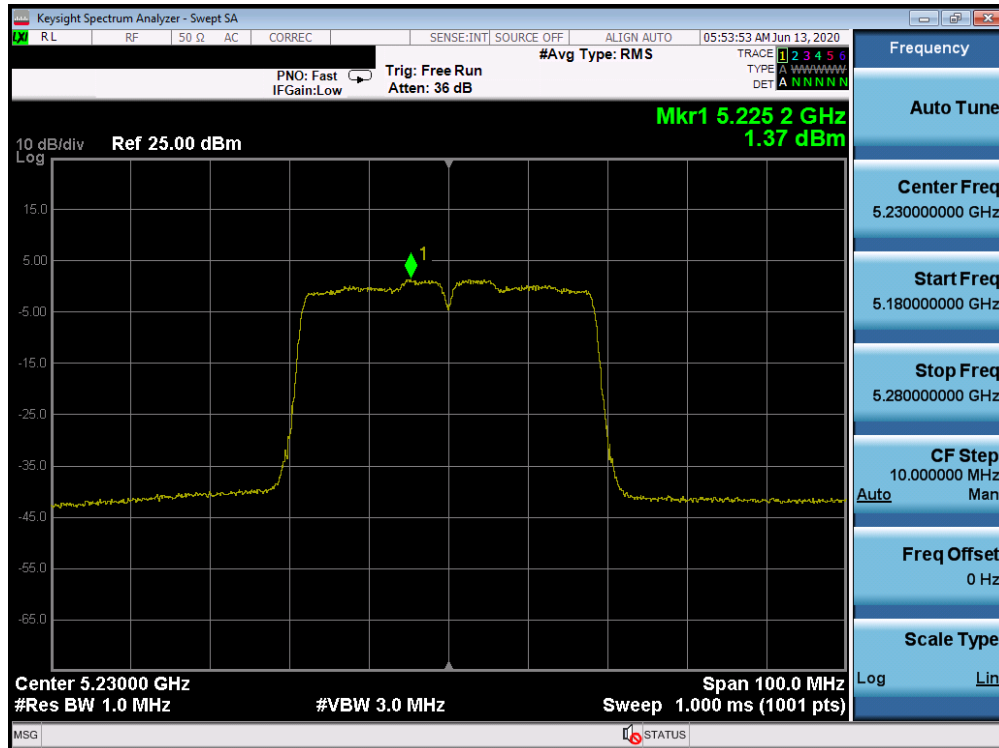 Keysight Spectrum Analyzer - Swept SA
LXI RL RF 50 Ω AC CORREC SENSE:INT SOURCE OFF ALIGN AUTO 05:53:53 AM Jun 13, 2020
#Avg Type: RMS
TRACE 1 2 3 4 5 6
PNO: Fast Trig: Free Run
TYPE A WWWWW
IFGain:Low Atten: 36 dB
DET A N N N N N
Mkr1 5.225 2 GHz
1.37 dBm
10 dB/div Ref 25.00 dBm
Log
15.0
1
5.00
-5.00
-15.0
-25.0
-35.0
-45.0
-55.0
-65.0
Center 5.23000 GHz Span 100.0 MHz
#Res BW 1.0 MHz #VBW 3.0 MHz Sweep 1.000 ms (1001 pts)
MSG STATUS
Frequency
Auto Tune
Center Freq
5.230000000 GHz
Start Freq
5.180000000 GHz
Stop Freq
5.280000000 GHz
CF Step
10.000000 MHz
Auto Man
Freq Offset
0 Hz
Scale Type
Log Lin